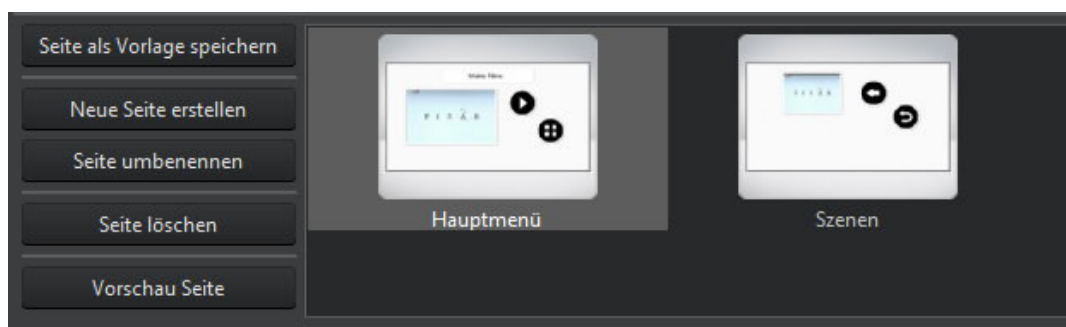 Seite als Vorlage speichern
Neue Seite erstellen
Seite umbenennen
Seite löschen
Vorschau Seite
Hauptmenü
Szenen